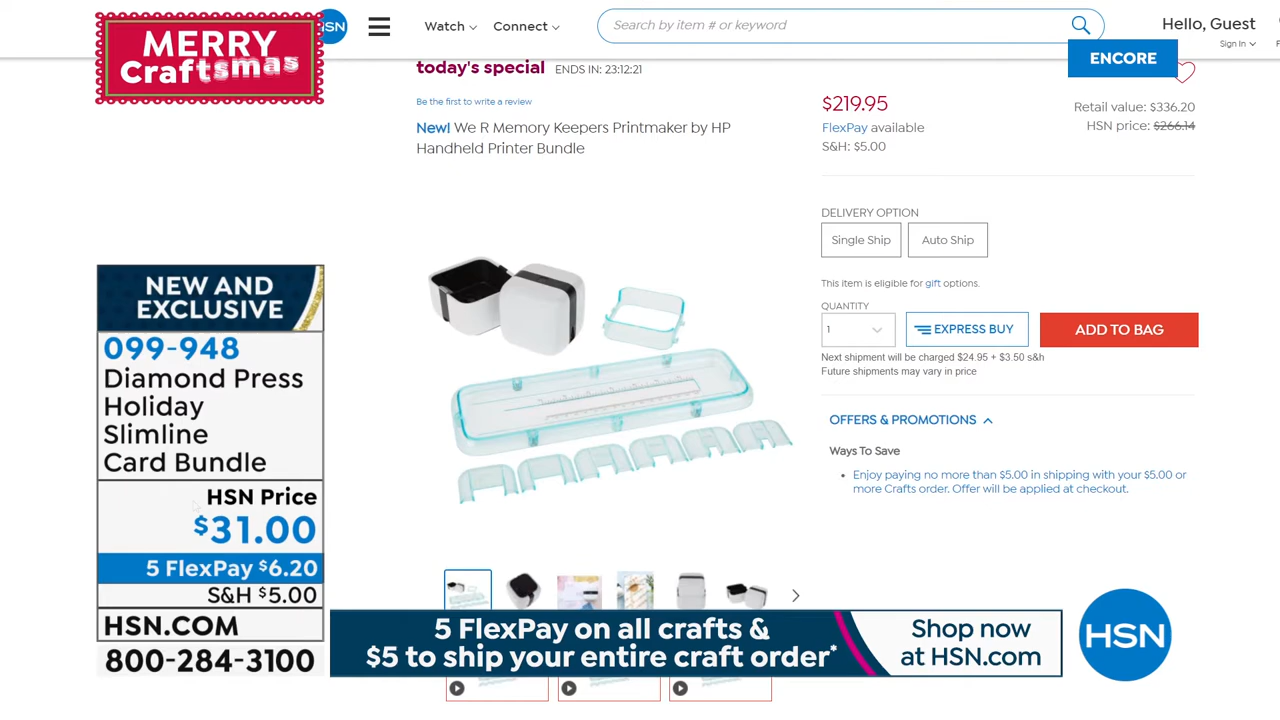 MERRY
Craftsmas
HSN
Watch
Connect
Search by item # or keyword
Hello, Guest
Sign In
ENCORE
today's special ENDS IN: 23:12:21
Be the first to write a review
New! We R Memory Keepers Printmaker by HP
Handheld Printer Bundle
$219.95
FlexPay available
S&H: $5.00
Retail value: $336.20
HSN price: $266.14
DELIVERY OPTION
Single Ship
Auto Ship
This item is eligible for gift options.
QUANTITY
1
EXPRESS BUY
ADD TO BAG
Next shipment will be charged $24.95 + $3.50 s&h
Future shipments may vary in price
OFFERS & PROMOTIONS
Ways To Save
• Enjoy paying no more than $5.00 in shipping with your $5.00 or
more Crafts order. Offer will be applied at checkout.
NEW AND
EXCLUSIVE
099-948
Diamond Press
Holiday
Slimline
Card Bundle
HSN Price
$31.00
5 FlexPay $6.20
S&H $5.00
HSN.COM
800-284-3100
5 FlexPay on all crafts &
$5 to ship your entire craft order*
Shop now
at HSN.com
HSN